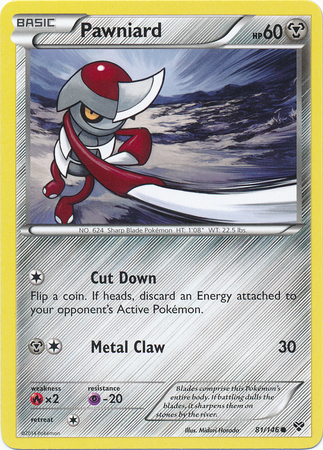 BASIC
Pawniard
HP60
NO. 624 Sharp Blade Pokémon HT: 1'08" WT: 22.5 lbs.
Cut Down
Flip a coin. If heads, discard an Energy attached to
your opponent's Active Pokémon.
Metal Claw 30
weakness
×2
resistance
-20
retreat
Blades comprise this Pokémon's
entire body. If battling dulls the
blades, it sharpens them on
stones by the river.
©2014 Pokémon
Illus. Midori Harada
81/146
XY